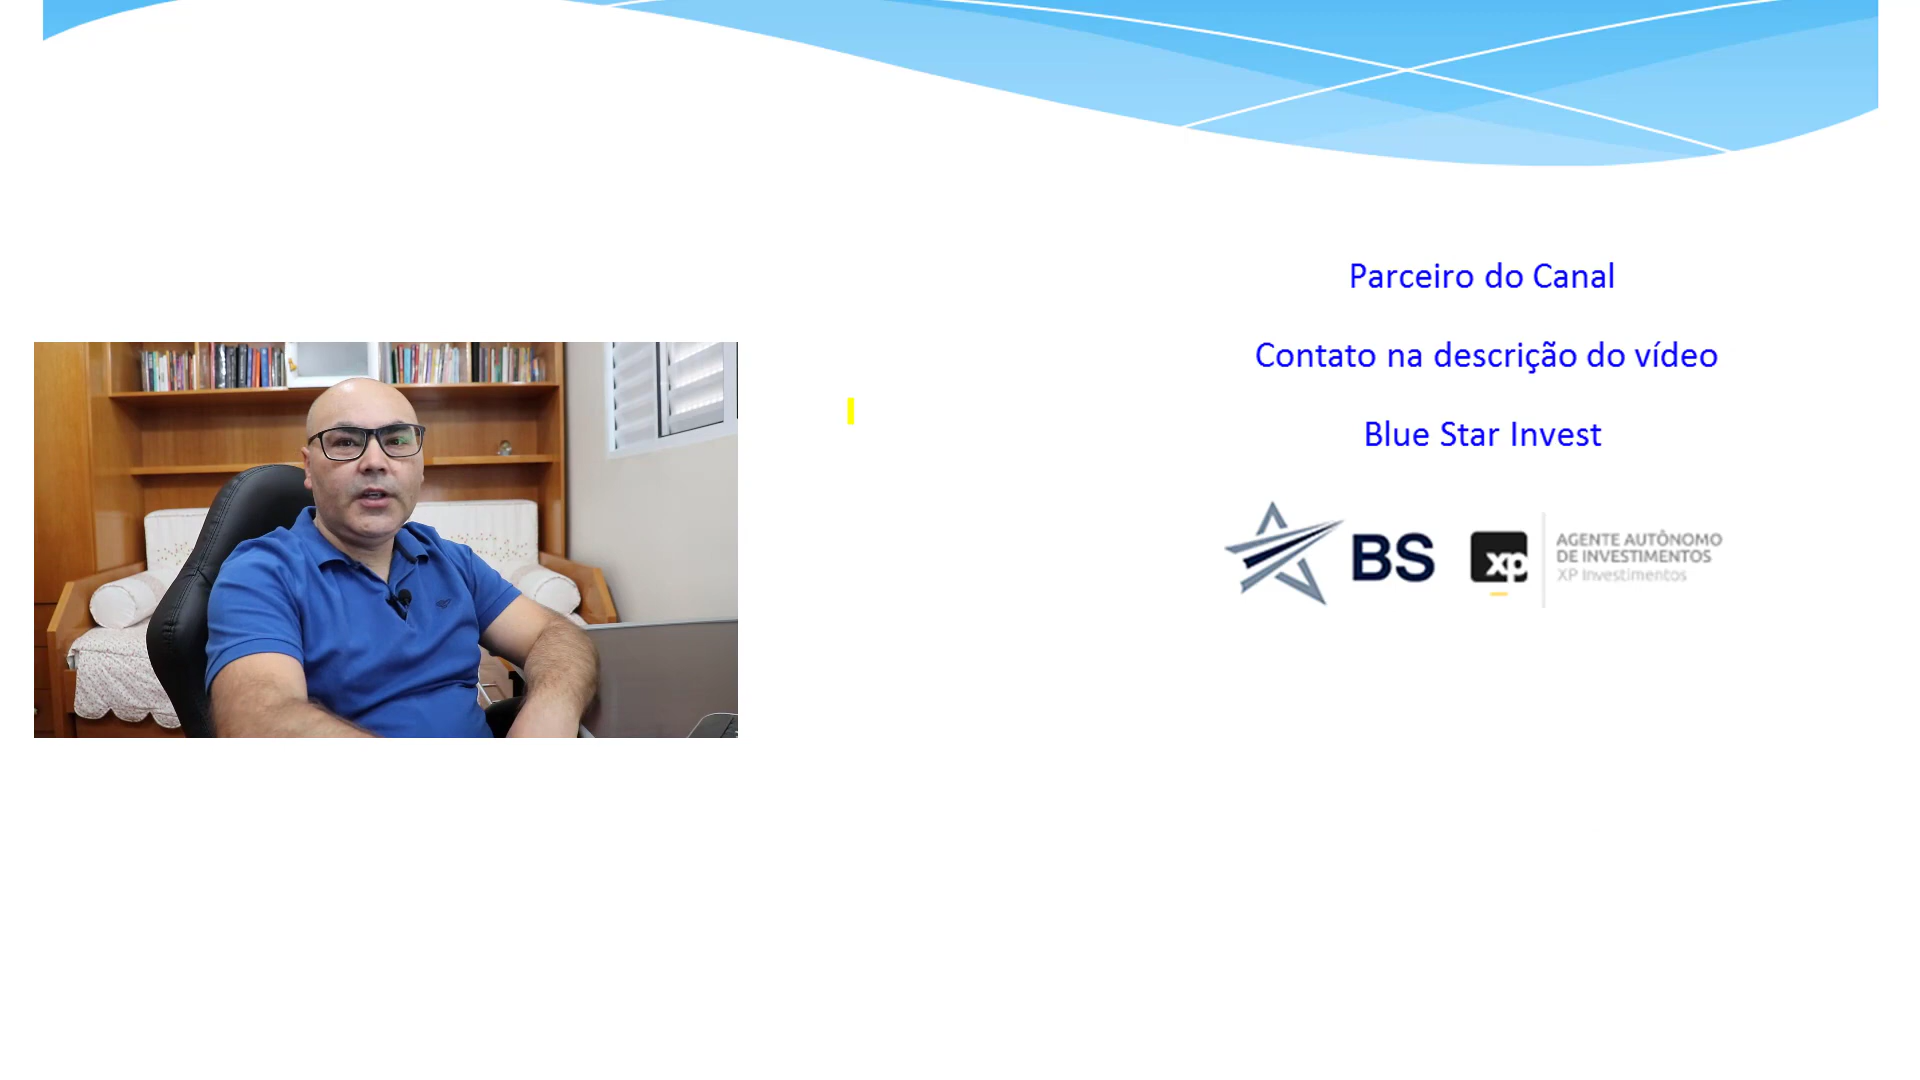 Parceiro do Canal
Contato na descrição do vídeo
Blue Star Invest
BS
xp
AGENTE AUTÔNOMO
DE INVESTIMENTOS
XP Investimentos